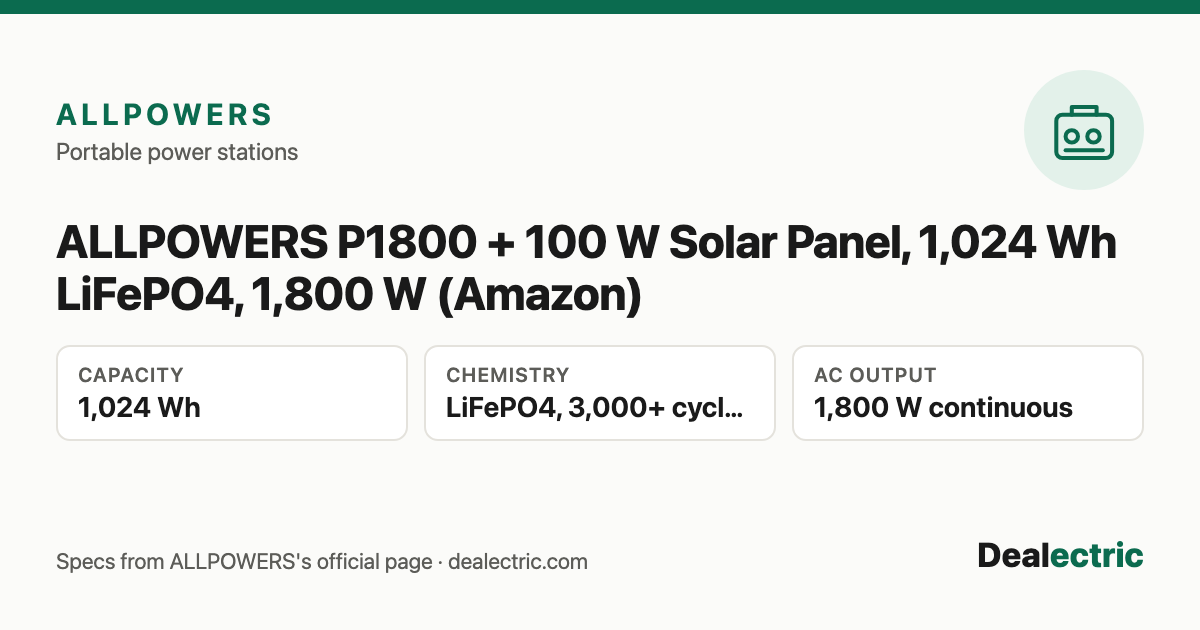 ALLPOWERS
Portable power stations
ALLPOWERS P1800 + 100 W Solar Panel, 1,024 Wh
LiFePO4, 1,800 W (Amazon)
CAPACITY
1,024 Wh
CHEMISTRY
LiFePO4, 3,000+ cycl...
AC OUTPUT
1,800 W continuous
Specs from ALLPOWERS's official page · dealectric.com
Dealectric